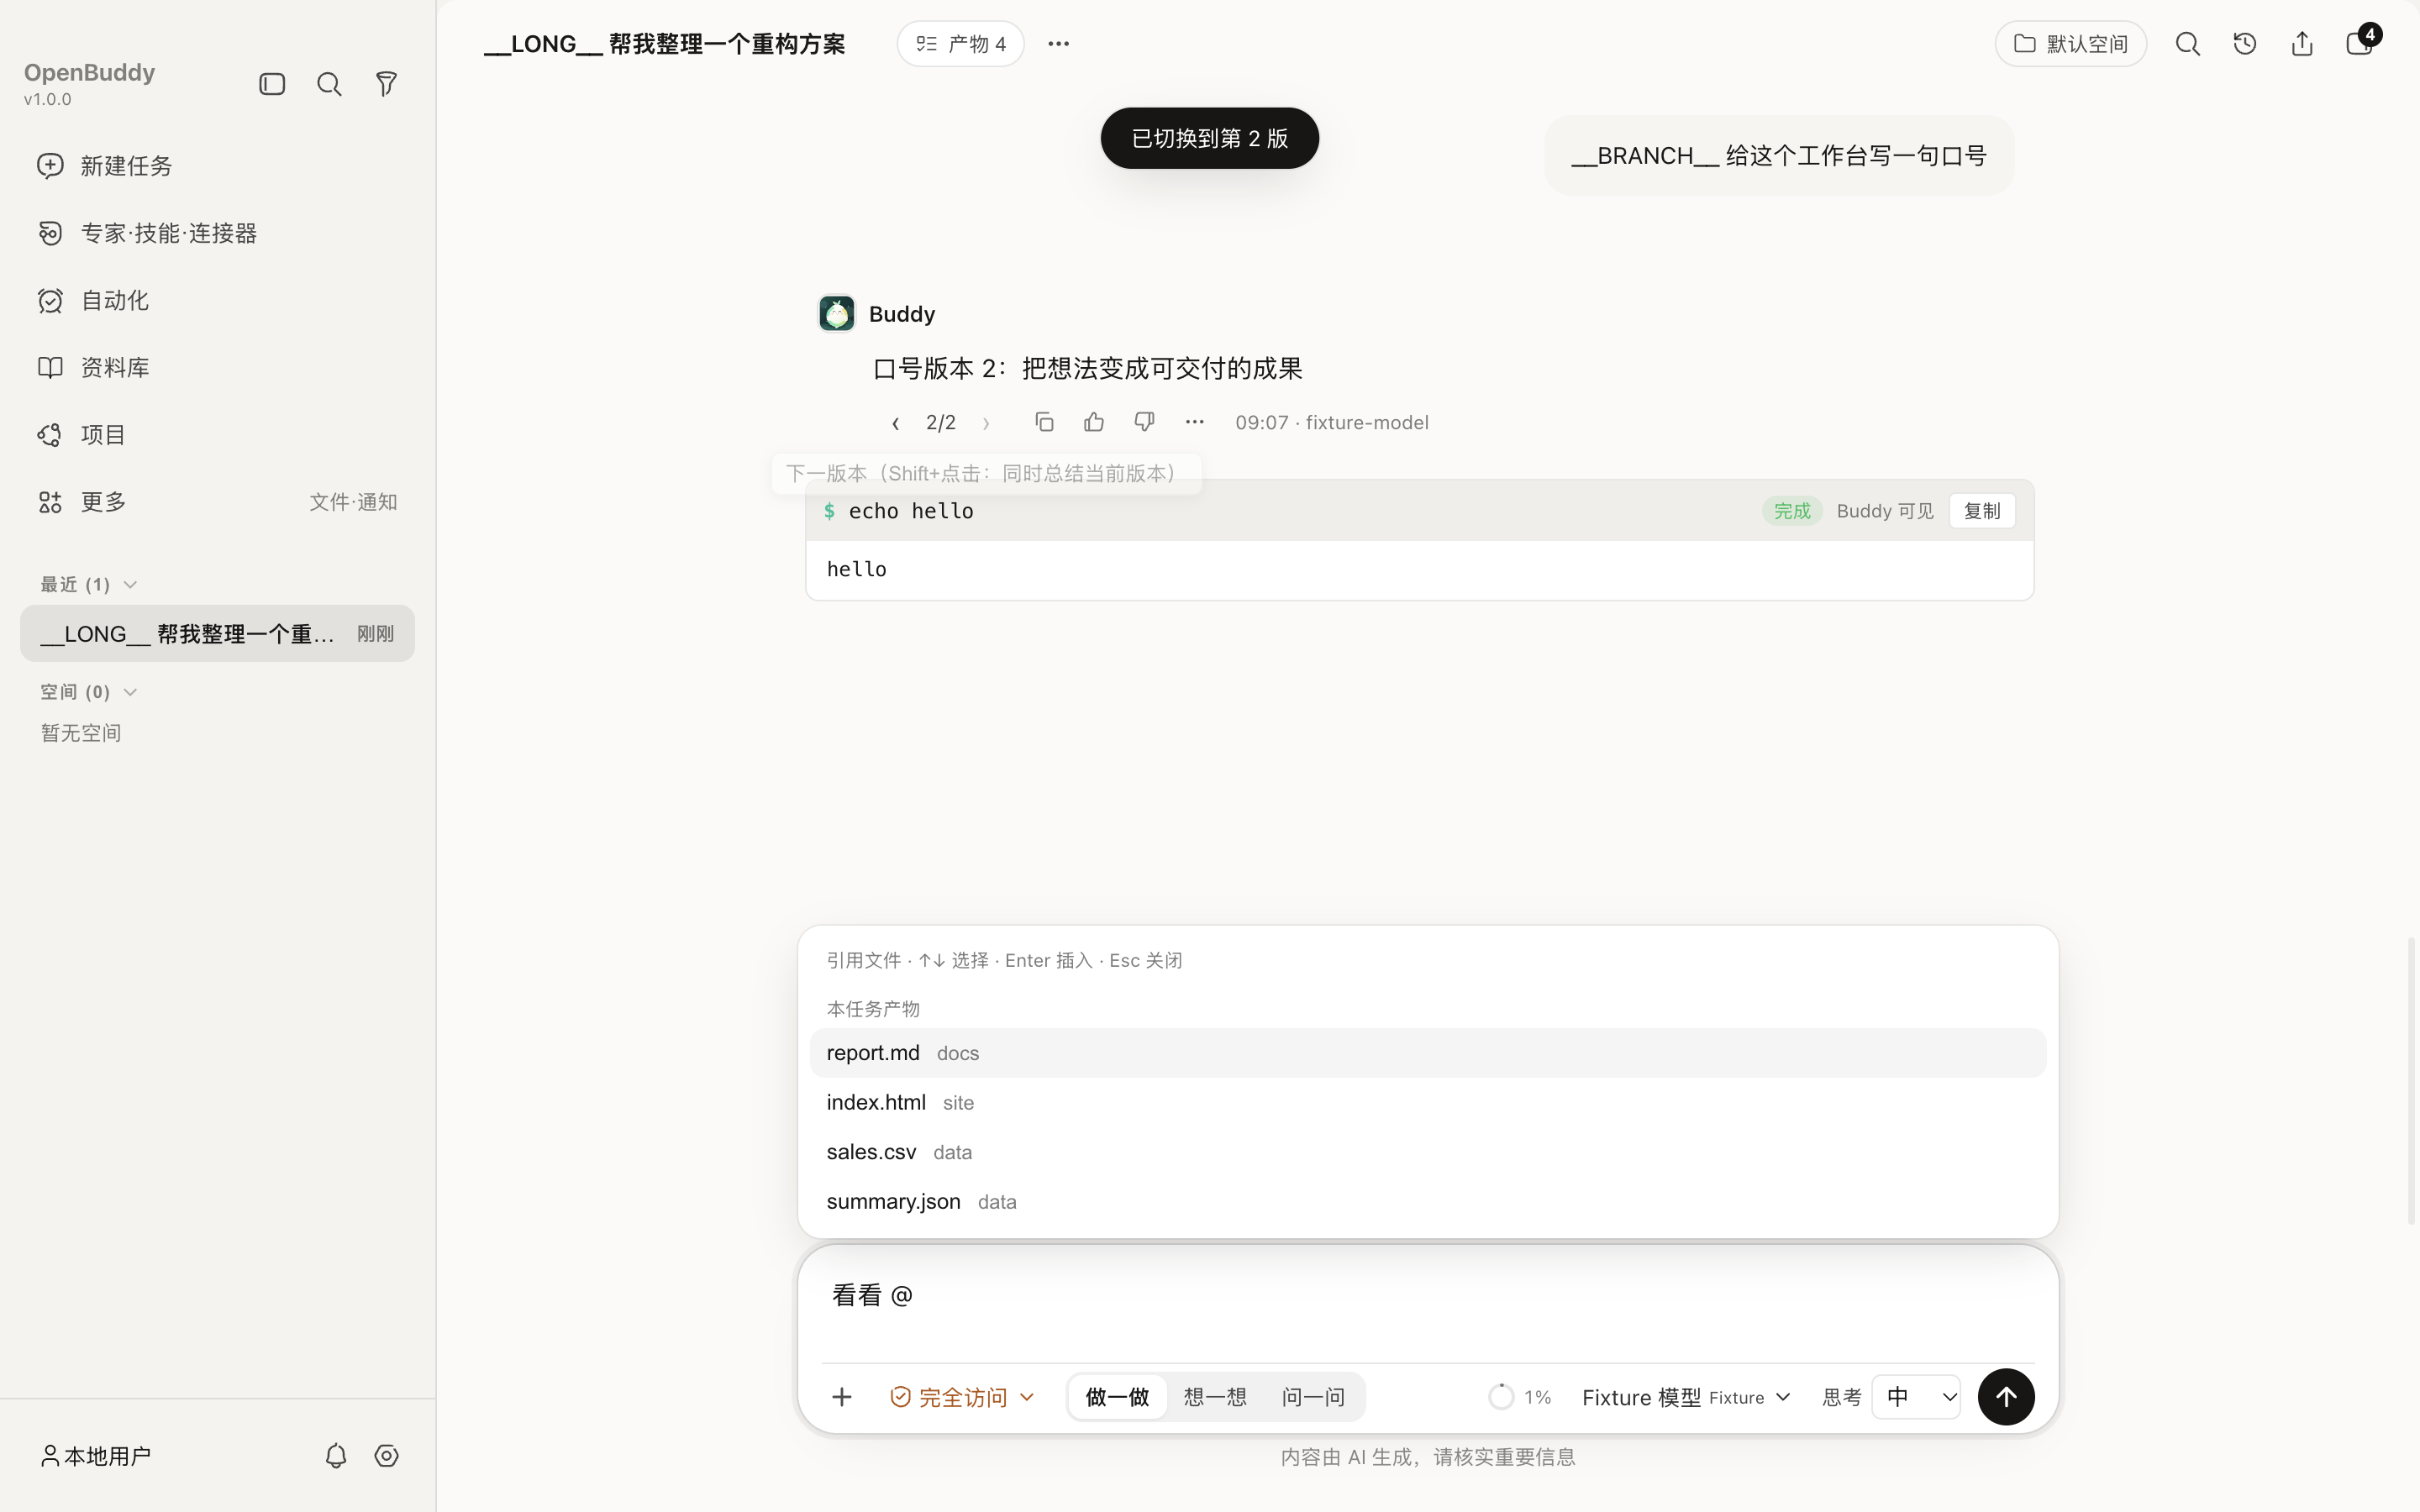 OpenBuddy
v1.0.0
新建任务
专家·技能·连接器
自动化
资料库
项目
更多 文件·通知
最近 (1)
__LONG__ 帮我整理一个重… 刚刚
空间 (0)
暂无空间
本地用户
__LONG__ 帮我整理一个重构方案 产物 4
默认空间 4
已切换到第 2 版
__BRANCH__ 给这个工作台写一句口号
Buddy
口号版本 2：把想法变成可交付的成果
2/2 09:07 · fixture-model
下一版本（Shift+点击：同时总结当前版本）
$ echo hello 完成 Buddy 可见 复制
hello
引用文件 · ↑↓ 选择 · Enter 插入 · Esc 关闭
本任务产物
report.md docs
index.html site
sales.csv data
summary.json data
看看 @
完全访问 做一做 想一想 问一问 1% Fixture 模型 Fixture 思考 中
内容由 AI 生成，请核实重要信息